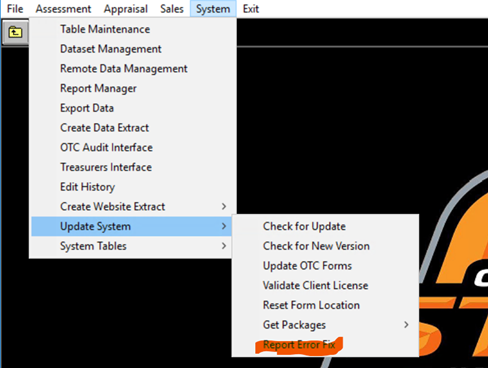 File Assessment Appraisal Sales System Exit
Table Maintenance
Dataset Management
Remote Data Management
Report Manager
Export Data
Create Data Extract
OTC Audit Interface
Treasurers Interface
Edit History
Create Website Extract
Update System
System Tables
Check for Update
Check for New Version
Update OTC Forms
Validate Client License
Reset Form Location
Get Packages
Report Error Fix